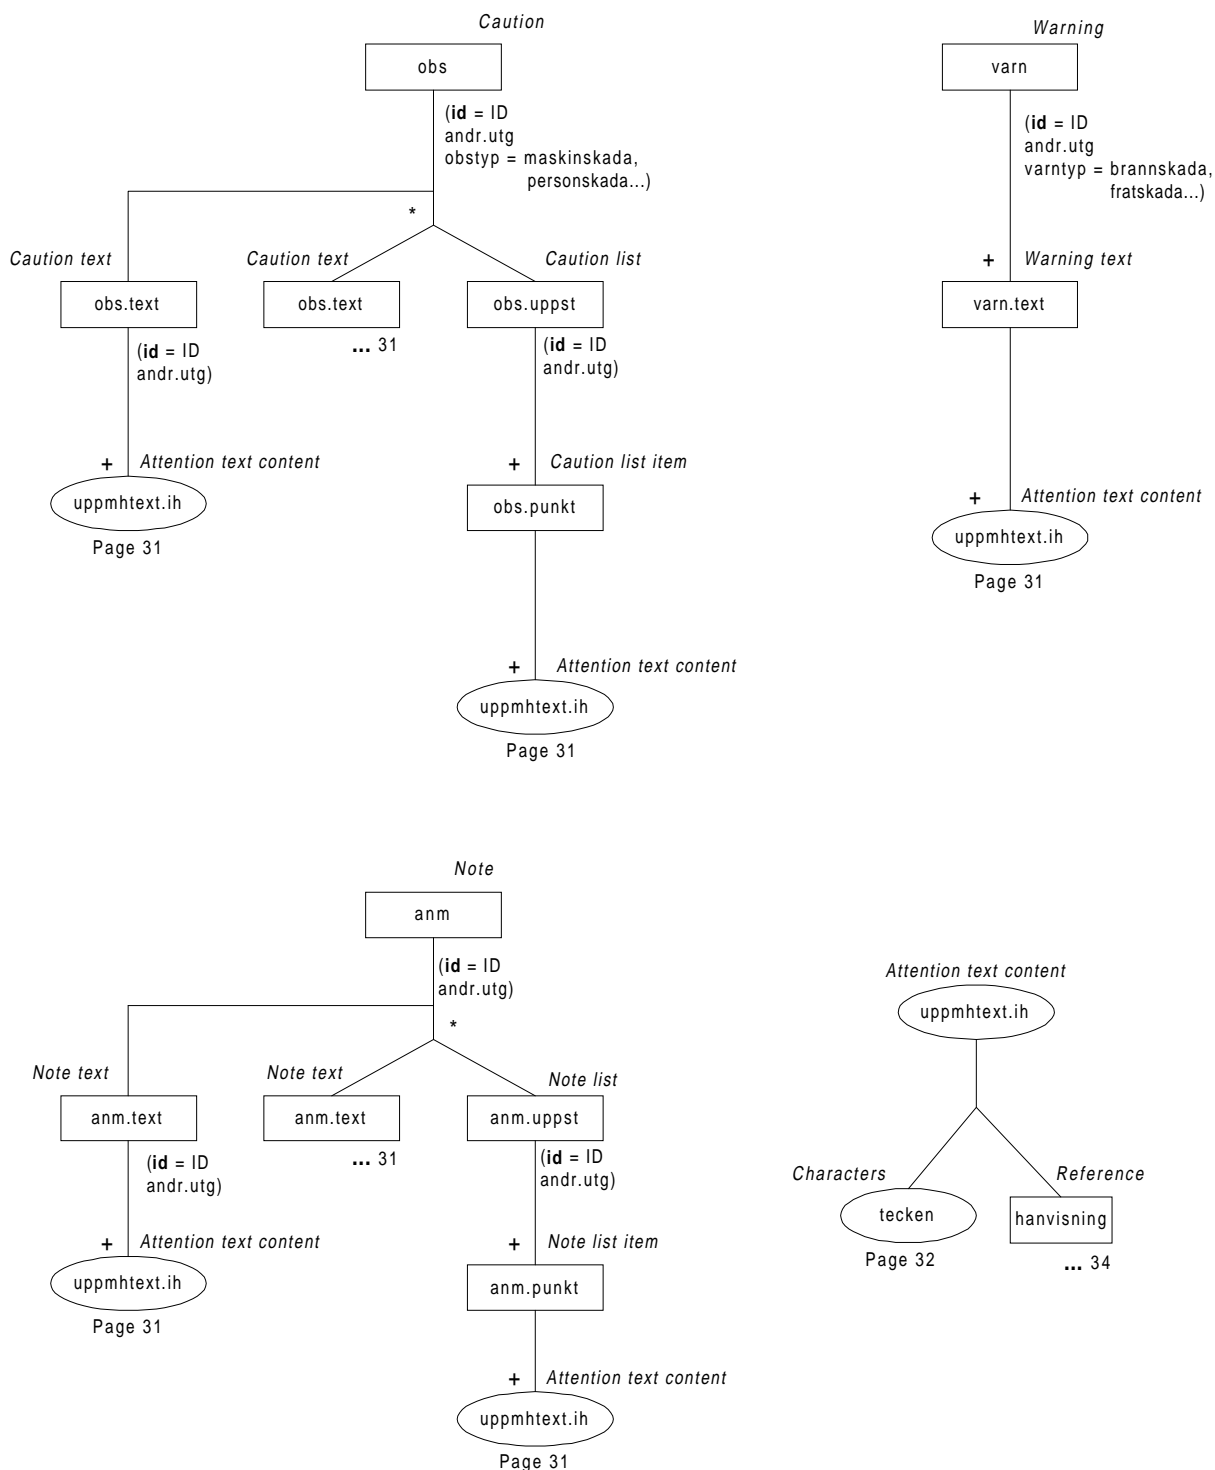 Caution
obs
(id = ID
andr.utg
obstyp = maskinskada,
personskada...)
*
Caution text
Caution text
Caution list
obs.text
obs.text
obs.uppst
(id = ID
andr.utg)
... 31
(id = ID
andr.utg)
+ Attention text content
uppmhtext.ih
Page 31
+ Caution list item
obs.punkt
+ Attention text content
uppmhtext.ih
Page 31
Warning
varn
(id = ID
andr.utg
varntyp = brannskada,
fratskada...)
+ Warning text
varn.text
+ Attention text content
uppmhtext.ih
Page 31
Note
anm
(id = ID
andr.utg)
*
Note text
Note text
Note list
anm.text
anm.text
anm.uppst
(id = ID
andr.utg)
... 31
(id = ID
andr.utg)
+ Attention text content
uppmhtext.ih
Page 31
+ Note list item
anm.punkt
+ Attention text content
uppmhtext.ih
Page 31
Attention text content
uppmhtext.ih
Characters
Reference
tecken
hanvisning
Page 32
... 34